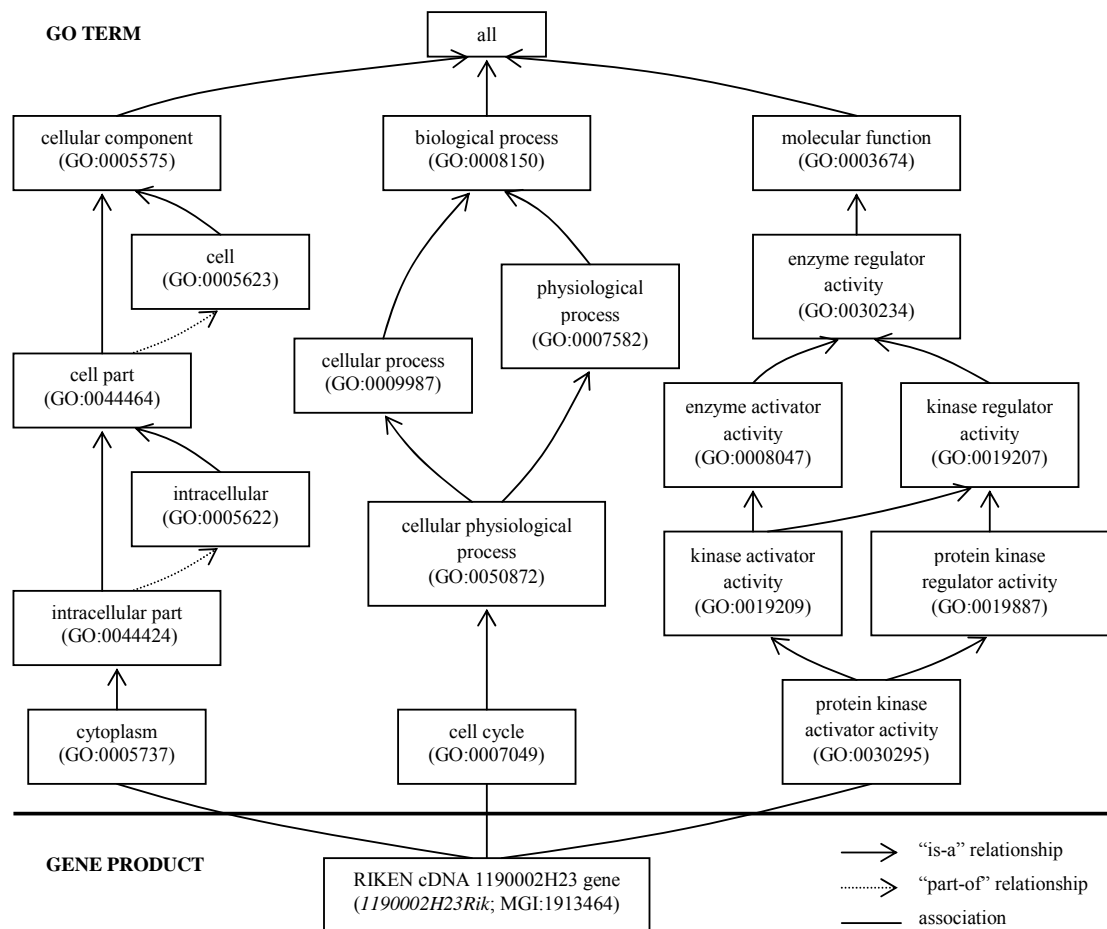 GO TERM
all
cellular component
(GO:0005575)
biological process
(GO:0008150)
molecular function
(GO:0003674)
cell
(GO:0005623)
physiological
process
(GO:0007582)
enzyme regulator
activity
(GO:0030234)
cell part
(GO:0044464)
cellular process
(GO:0009987)
enzyme activator
activity
(GO:0008047)
kinase regulator
activity
(GO:0019207)
intracellular
(GO:0005622)
cellular physiological
process
(GO:0050872)
kinase activator
activity
(GO:0019209)
protein kinase
regulator activity
(GO:0019887)
intracellular part
(GO:0044424)
cytoplasm
(GO:0005737)
cell cycle
(GO:0007049)
protein kinase
activator activity
(GO:0030295)
GENE PRODUCT
RIKEN cDNA 1190002H23 gene
(1190002H23Rik; MGI:1913464)
“is-a” relationship
“part-of” relationship
association